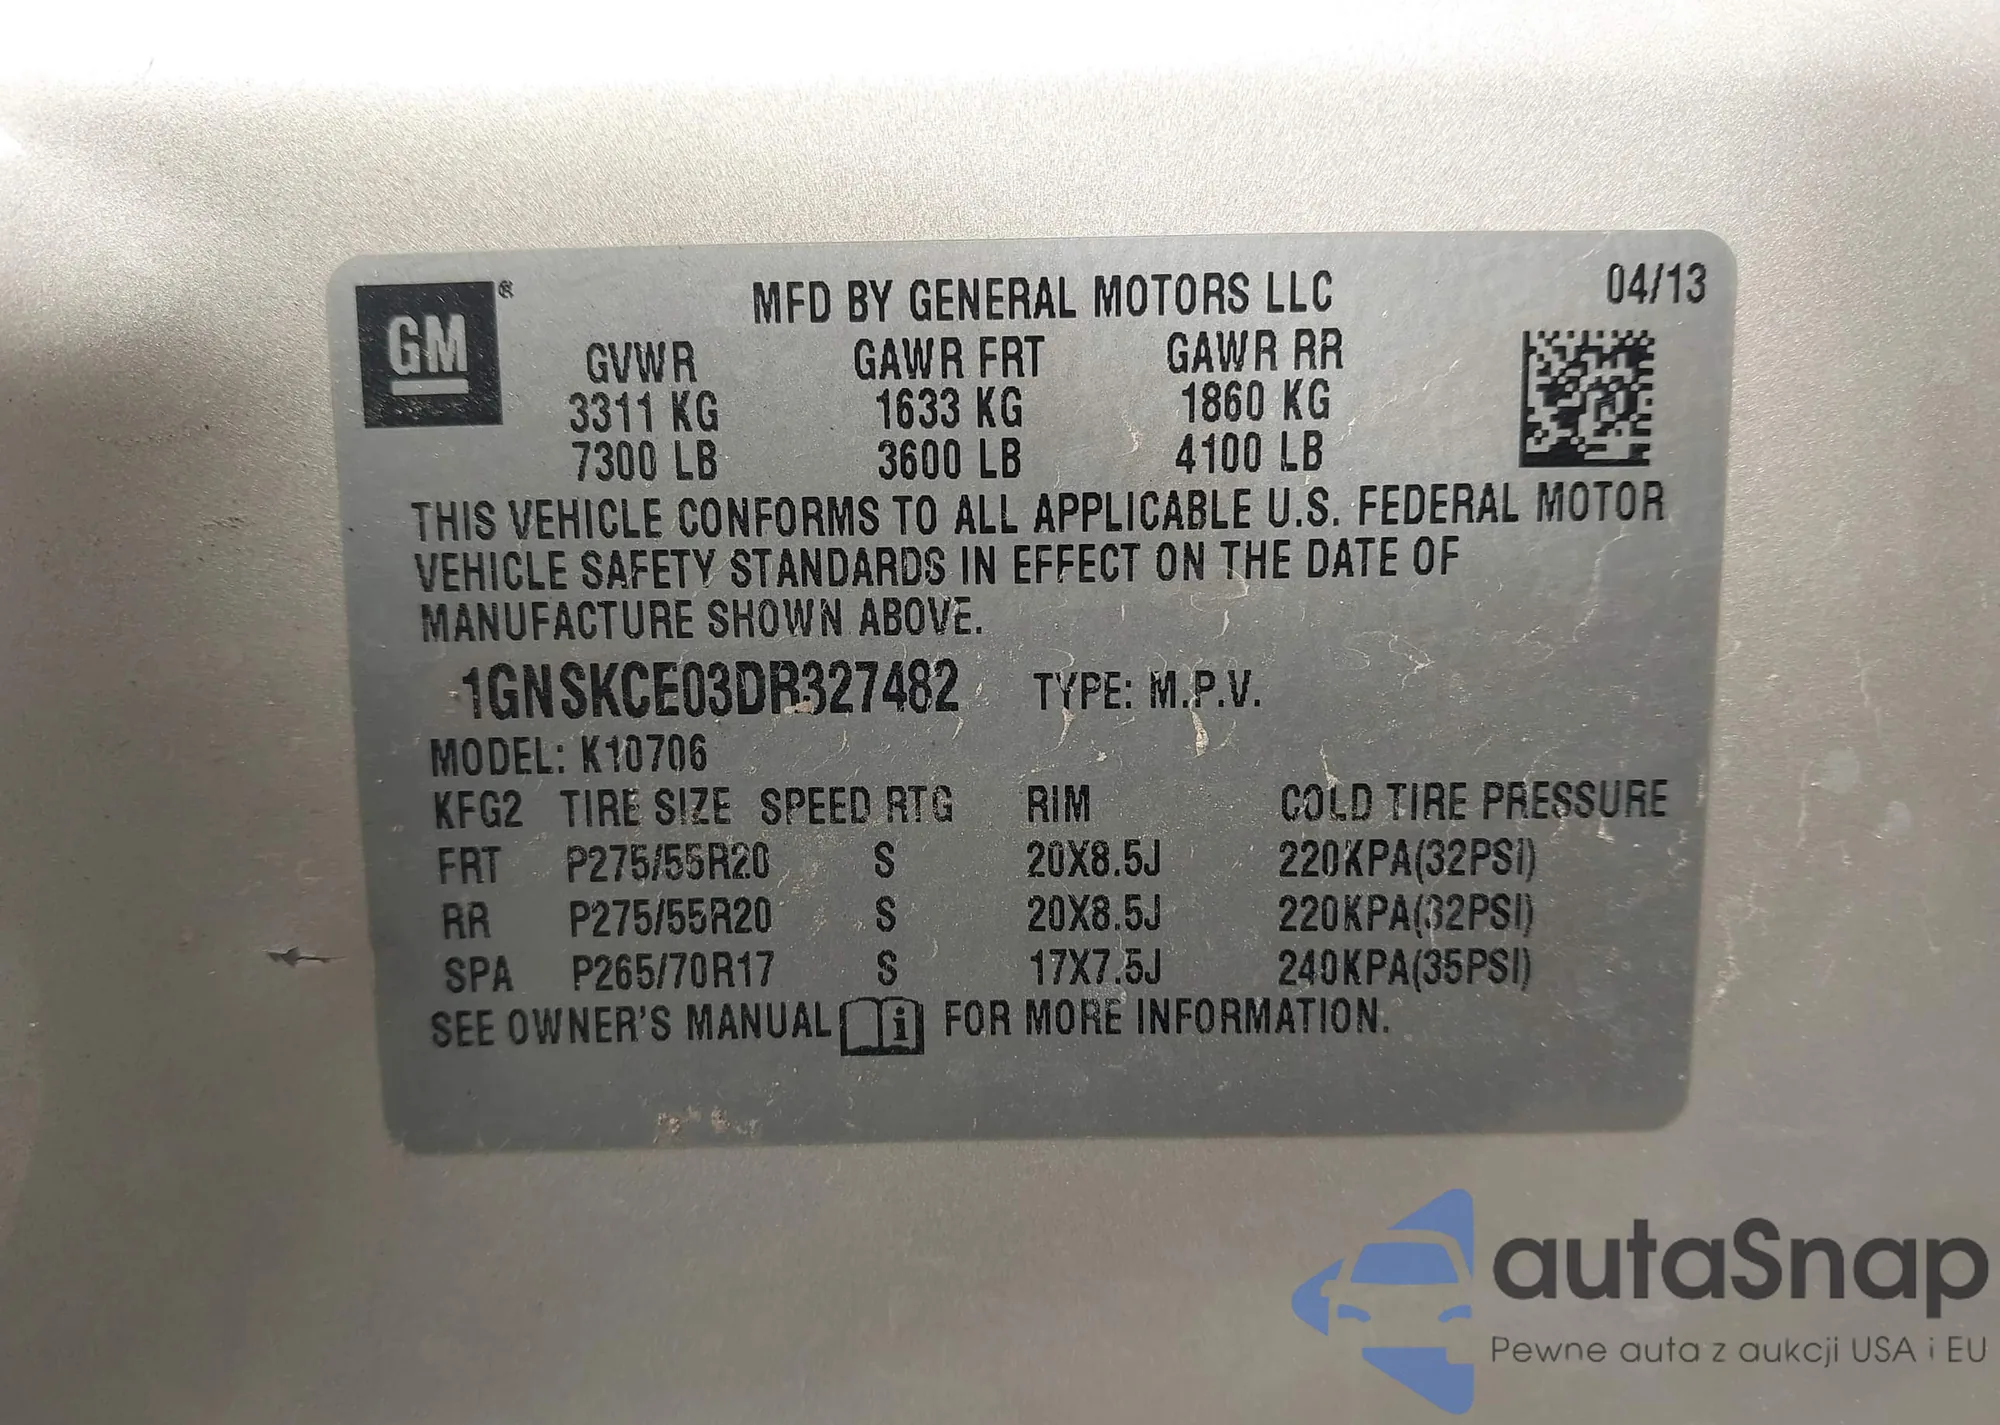 GM ®
MFD BY GENERAL MOTORS LLC 04/13
GVWR GAWR FRT GAWR RR
3311 KG 1633 KG 1860 KG
7300 LB 3600 LB 4100 LB
THIS VEHICLE CONFORMS TO ALL APPLICABLE U.S. FEDERAL MOTOR
VEHICLE SAFETY STANDARDS IN EFFECT ON THE DATE OF
MANUFACTURE SHOWN ABOVE.
1GNSKCE03DR327482 TYPE: M.P.V.
MODEL: K10706
KFG2 TIRE SIZE SPEED RTG RIM COLD TIRE PRESSURE
FRT P275/55R20 S 20X8.5J 220KPA(32PSI)
RR P275/55R20 S 20X8.5J 220KPA(32PSI)
SPA P265/70R17 S 17X7.5J 240KPA(35PSI)
SEE OWNER'S MANUAL i FOR MORE INFORMATION.
autaSnap
Pewne auta z aukcji USA i EU